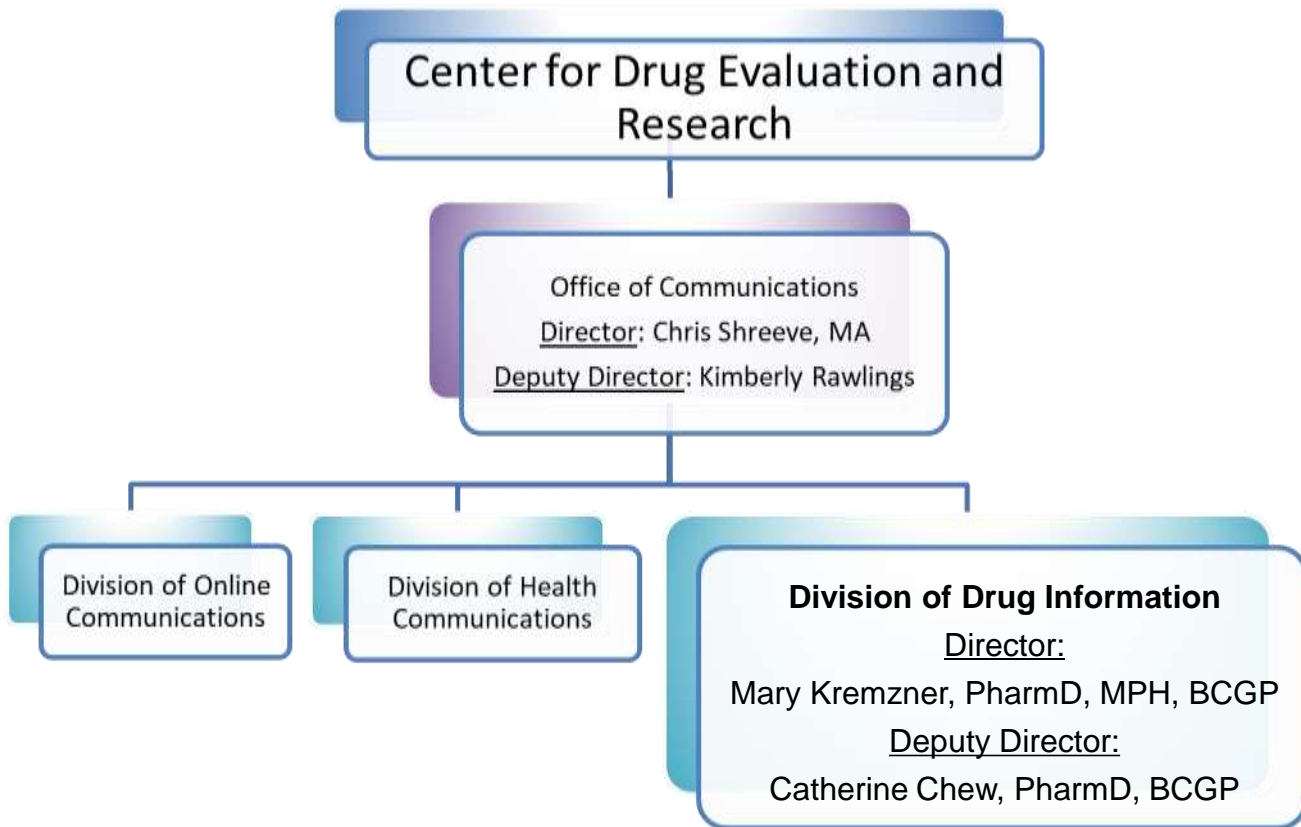 Center for Drug Evaluation and
Research
Office of Communications
Director: Chris Shreeve, MA
Deputy Director: Kimberly Rawlings
Division of Online
Communications
Division of Health
Communications
Division of Drug Information
Director:
Mary Kremzner, PharmD, MPH, BCGP
Deputy Director:
Catherine Chew, PharmD, BCGP